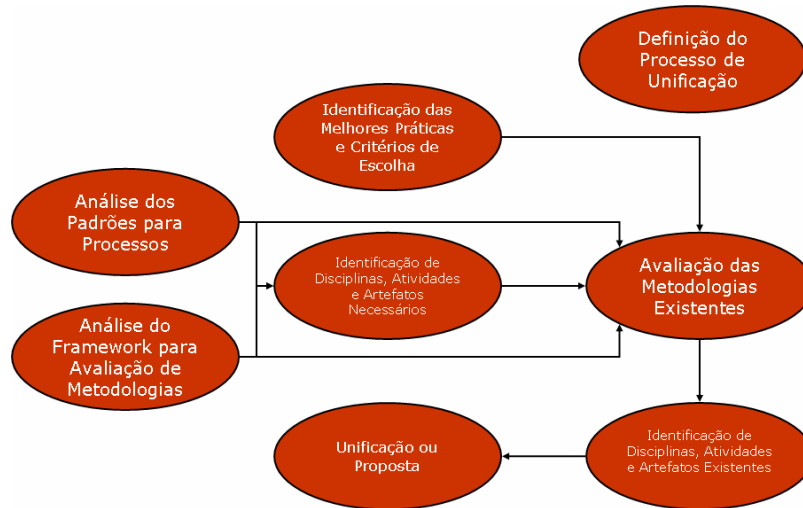 Definição do
Processo de
Unificação
Identificação das
Melhores Práticas
e Critérios de
Escolha
Análise dos
Padrões para
Processos
Identificação de
Disciplinas, Atividades
e Artefatos
Necessários
Avaliação das
Metodologias
Existentes
Análise do
Framework para
Avaliação de
Metodologias
Unificação ou
Proposta
Identificação de
Disciplinas, Atividades
e Artefatos Existentes